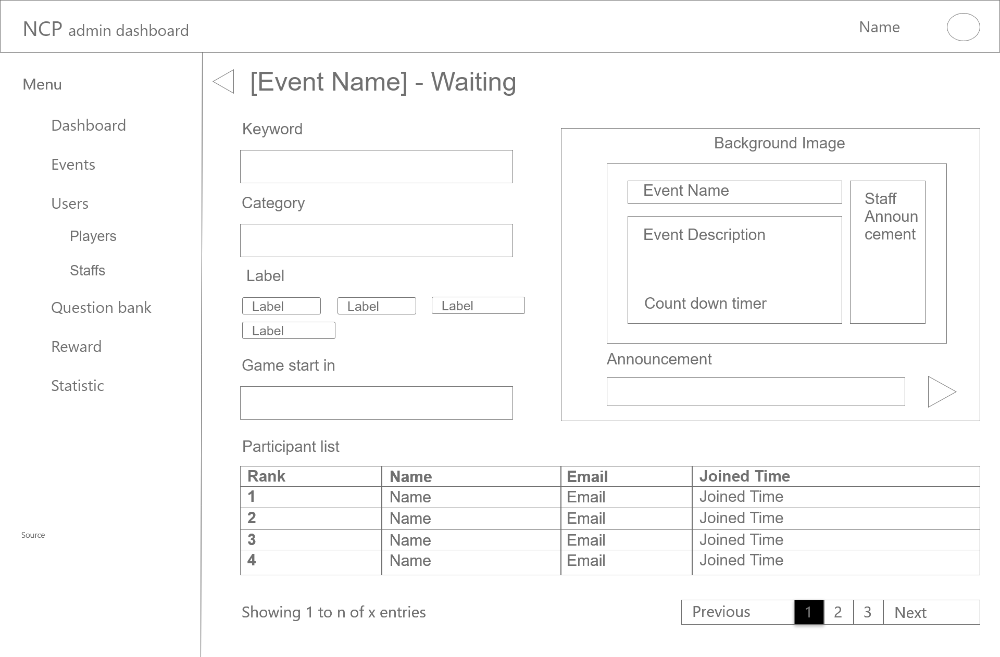 NCP admin dashboard
Name
Menu
Dashboard
Events
Users
Players
Staffs
Question bank
Reward
Statistic
Source
[Event Name] - Waiting
Keyword
Category
Label
Label Label Label
Label
Game start in
Background Image
Event Name
Event Description
Count down timer
Staff
Announ
cement
Announcement
Participant list
Rank Name Email Joined Time
1 Name Email Joined Time
2 Name Email Joined Time
3 Name Email Joined Time
4 Name Email Joined Time
Showing 1 to n of x entries
Previous 1 2 3 Next